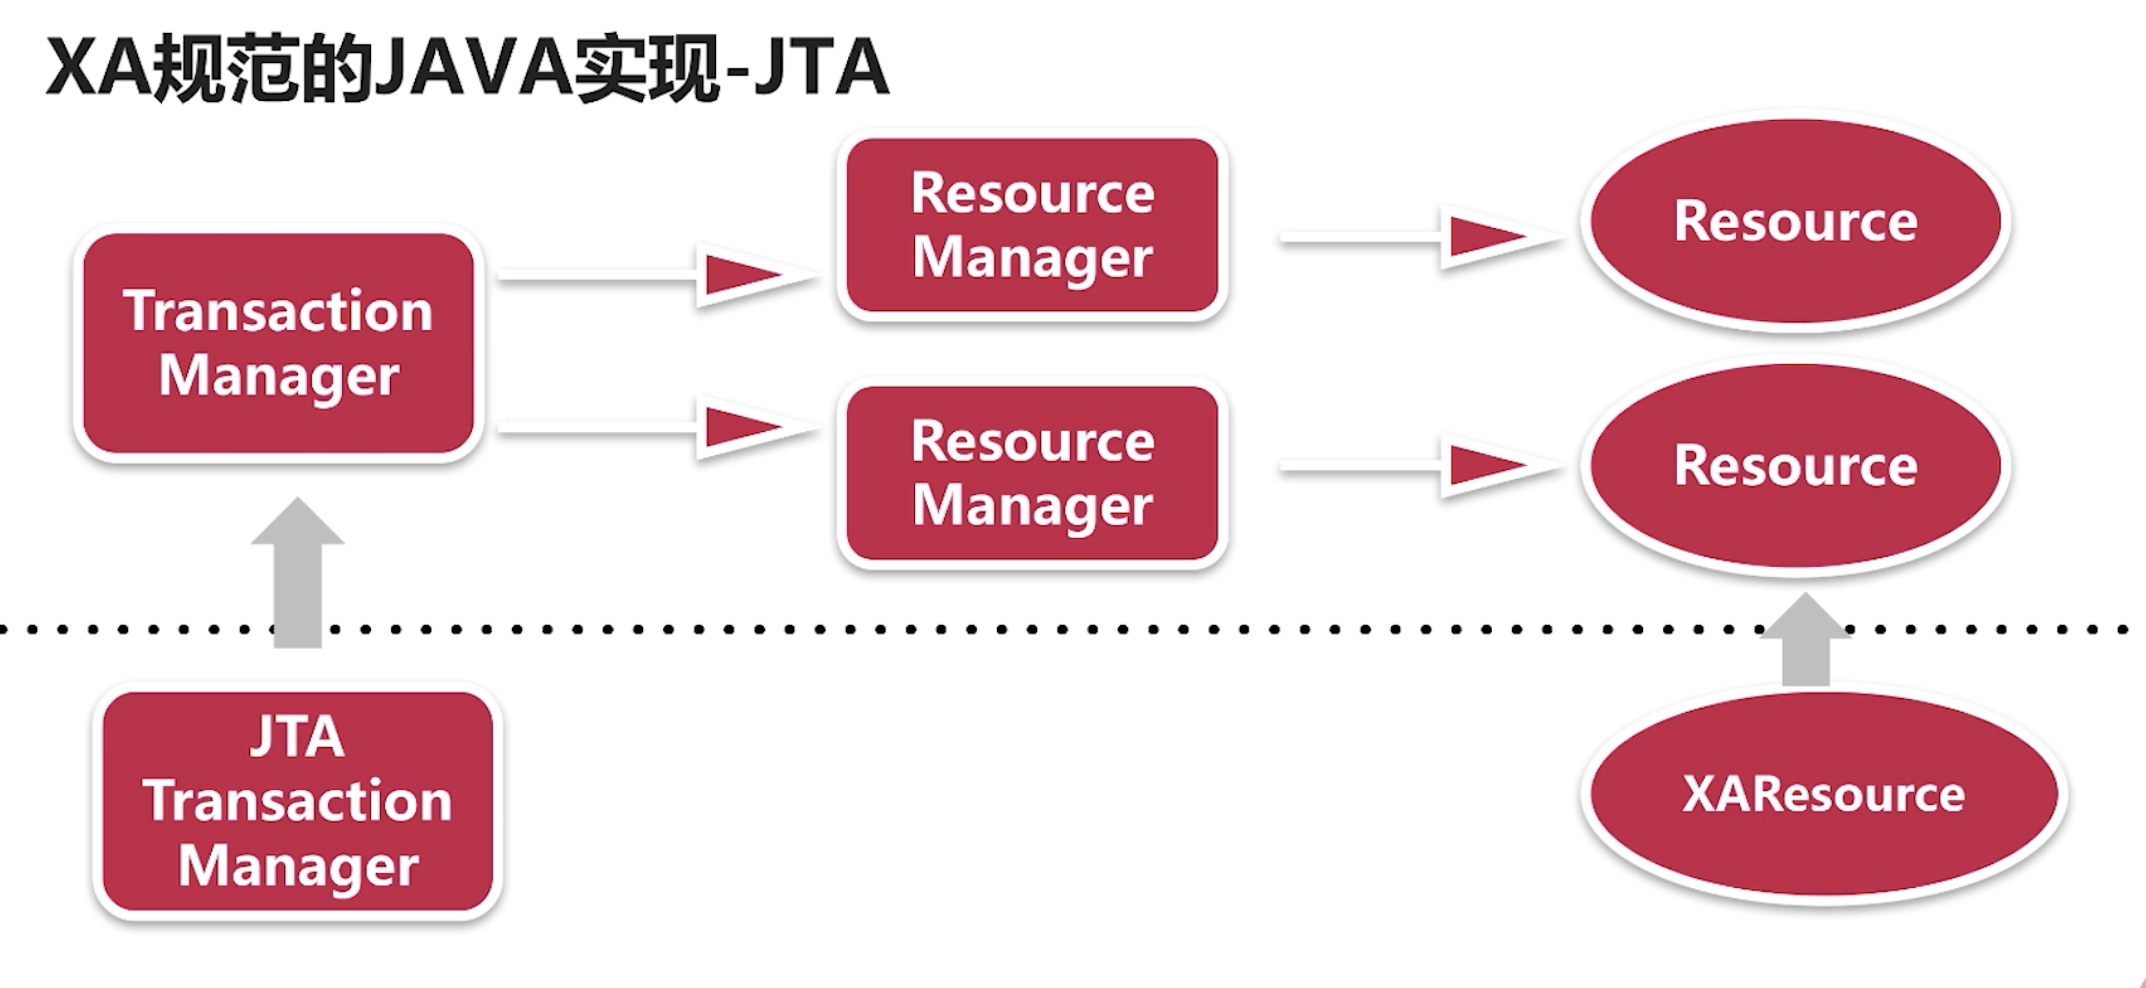 XA规范的JAVA实现-JTA
Transaction
Manager
Resource
Manager
Resource
Resource
Manager
Resource
JTA
Transaction
Manager
XAResource